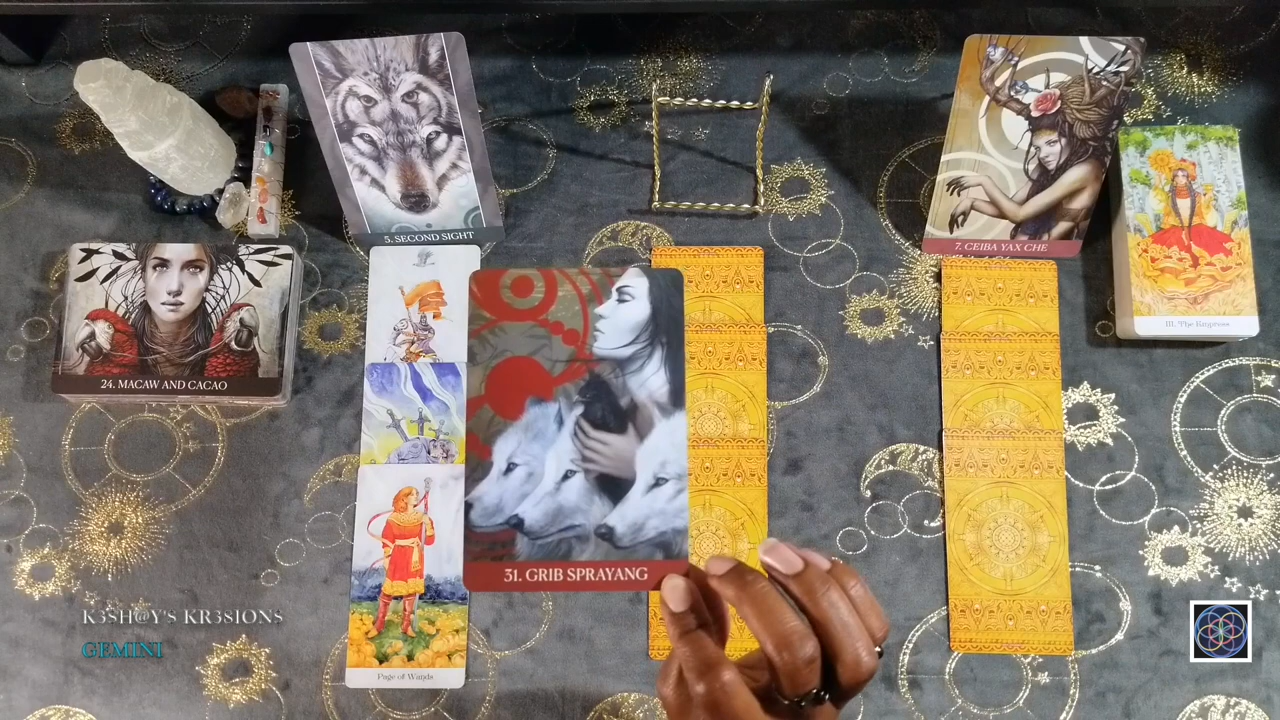 5. SECOND SIGHT
7. CEIBA YAX CHE
III. The Empress
24. MACAW AND CACAO
31. GRIB SPRAYANG
K3SH@Y'S KR3SIONS
GEMINI
Page of Wands